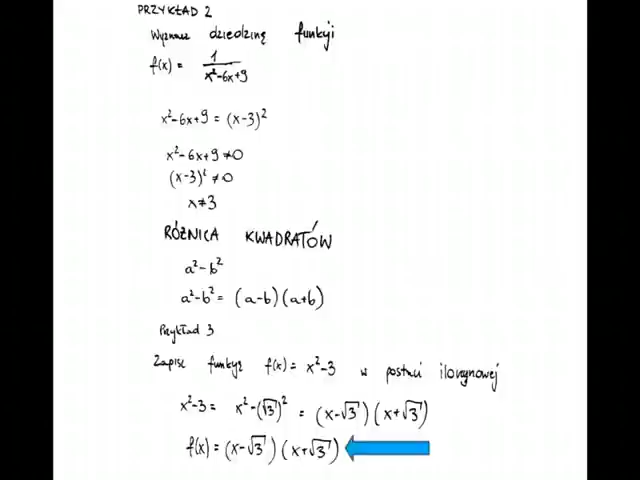 PRZYKŁAD 2
Wyznacz dziedzinę funkcji
f(x) = 1/(x²-6x+9)
x²-6x+9 = (x-3)²
x²-6x+9 ≠0
(x-3)² ≠0
x≠3
RÓŻNICA KWADRATÓW
a²-b²
a²-b² = (a-b)(a+b)
Przykład 3
Zapisz funkcję f(x) = x²-3 w postaci iloczynowej
x²-3 = x²-(√3)² = (x-√3)(x+√3)
f(x) = (x-√3)(x+√3)